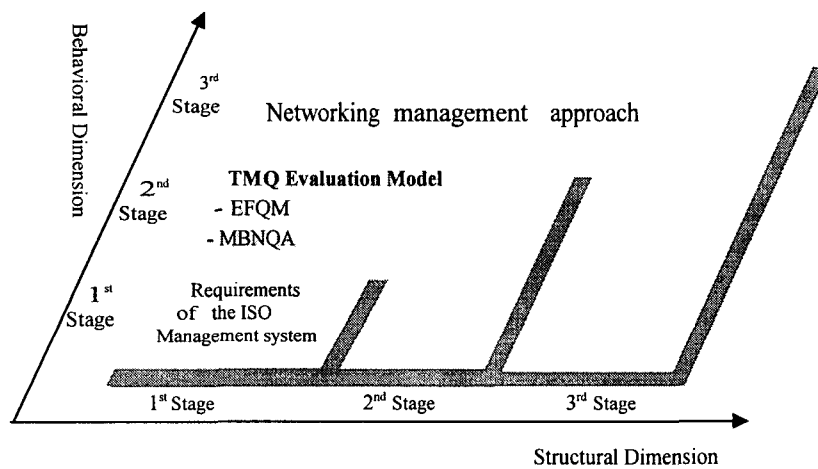 Behavioral Dimension
3rd
Stage
Networking management approach
2nd
Stage
TMQ Evaluation Model
- EFQM
- MBNQA
1st
Stage
Requirements
of the ISO
Management system
1st Stage
2nd Stage
3rd Stage
Structural Dimension